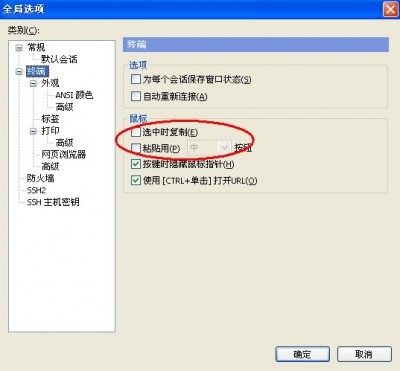 全局选项
类别(C):
常规
默认会话
终端
外观
ANSI 颜色
高级
标签
打印
高级
网页浏览器
高级
防火墙
SSH2
SSH 主机密钥
终端
选项
为每个会话保存窗口状态(S)
自动重新连接(A)
鼠标
选中时复制(E)
粘贴用(P) 中 按钮
按键时隐藏鼠标指针(H)
使用 [CTRL+单击] 打开URL(O)
确定 取消